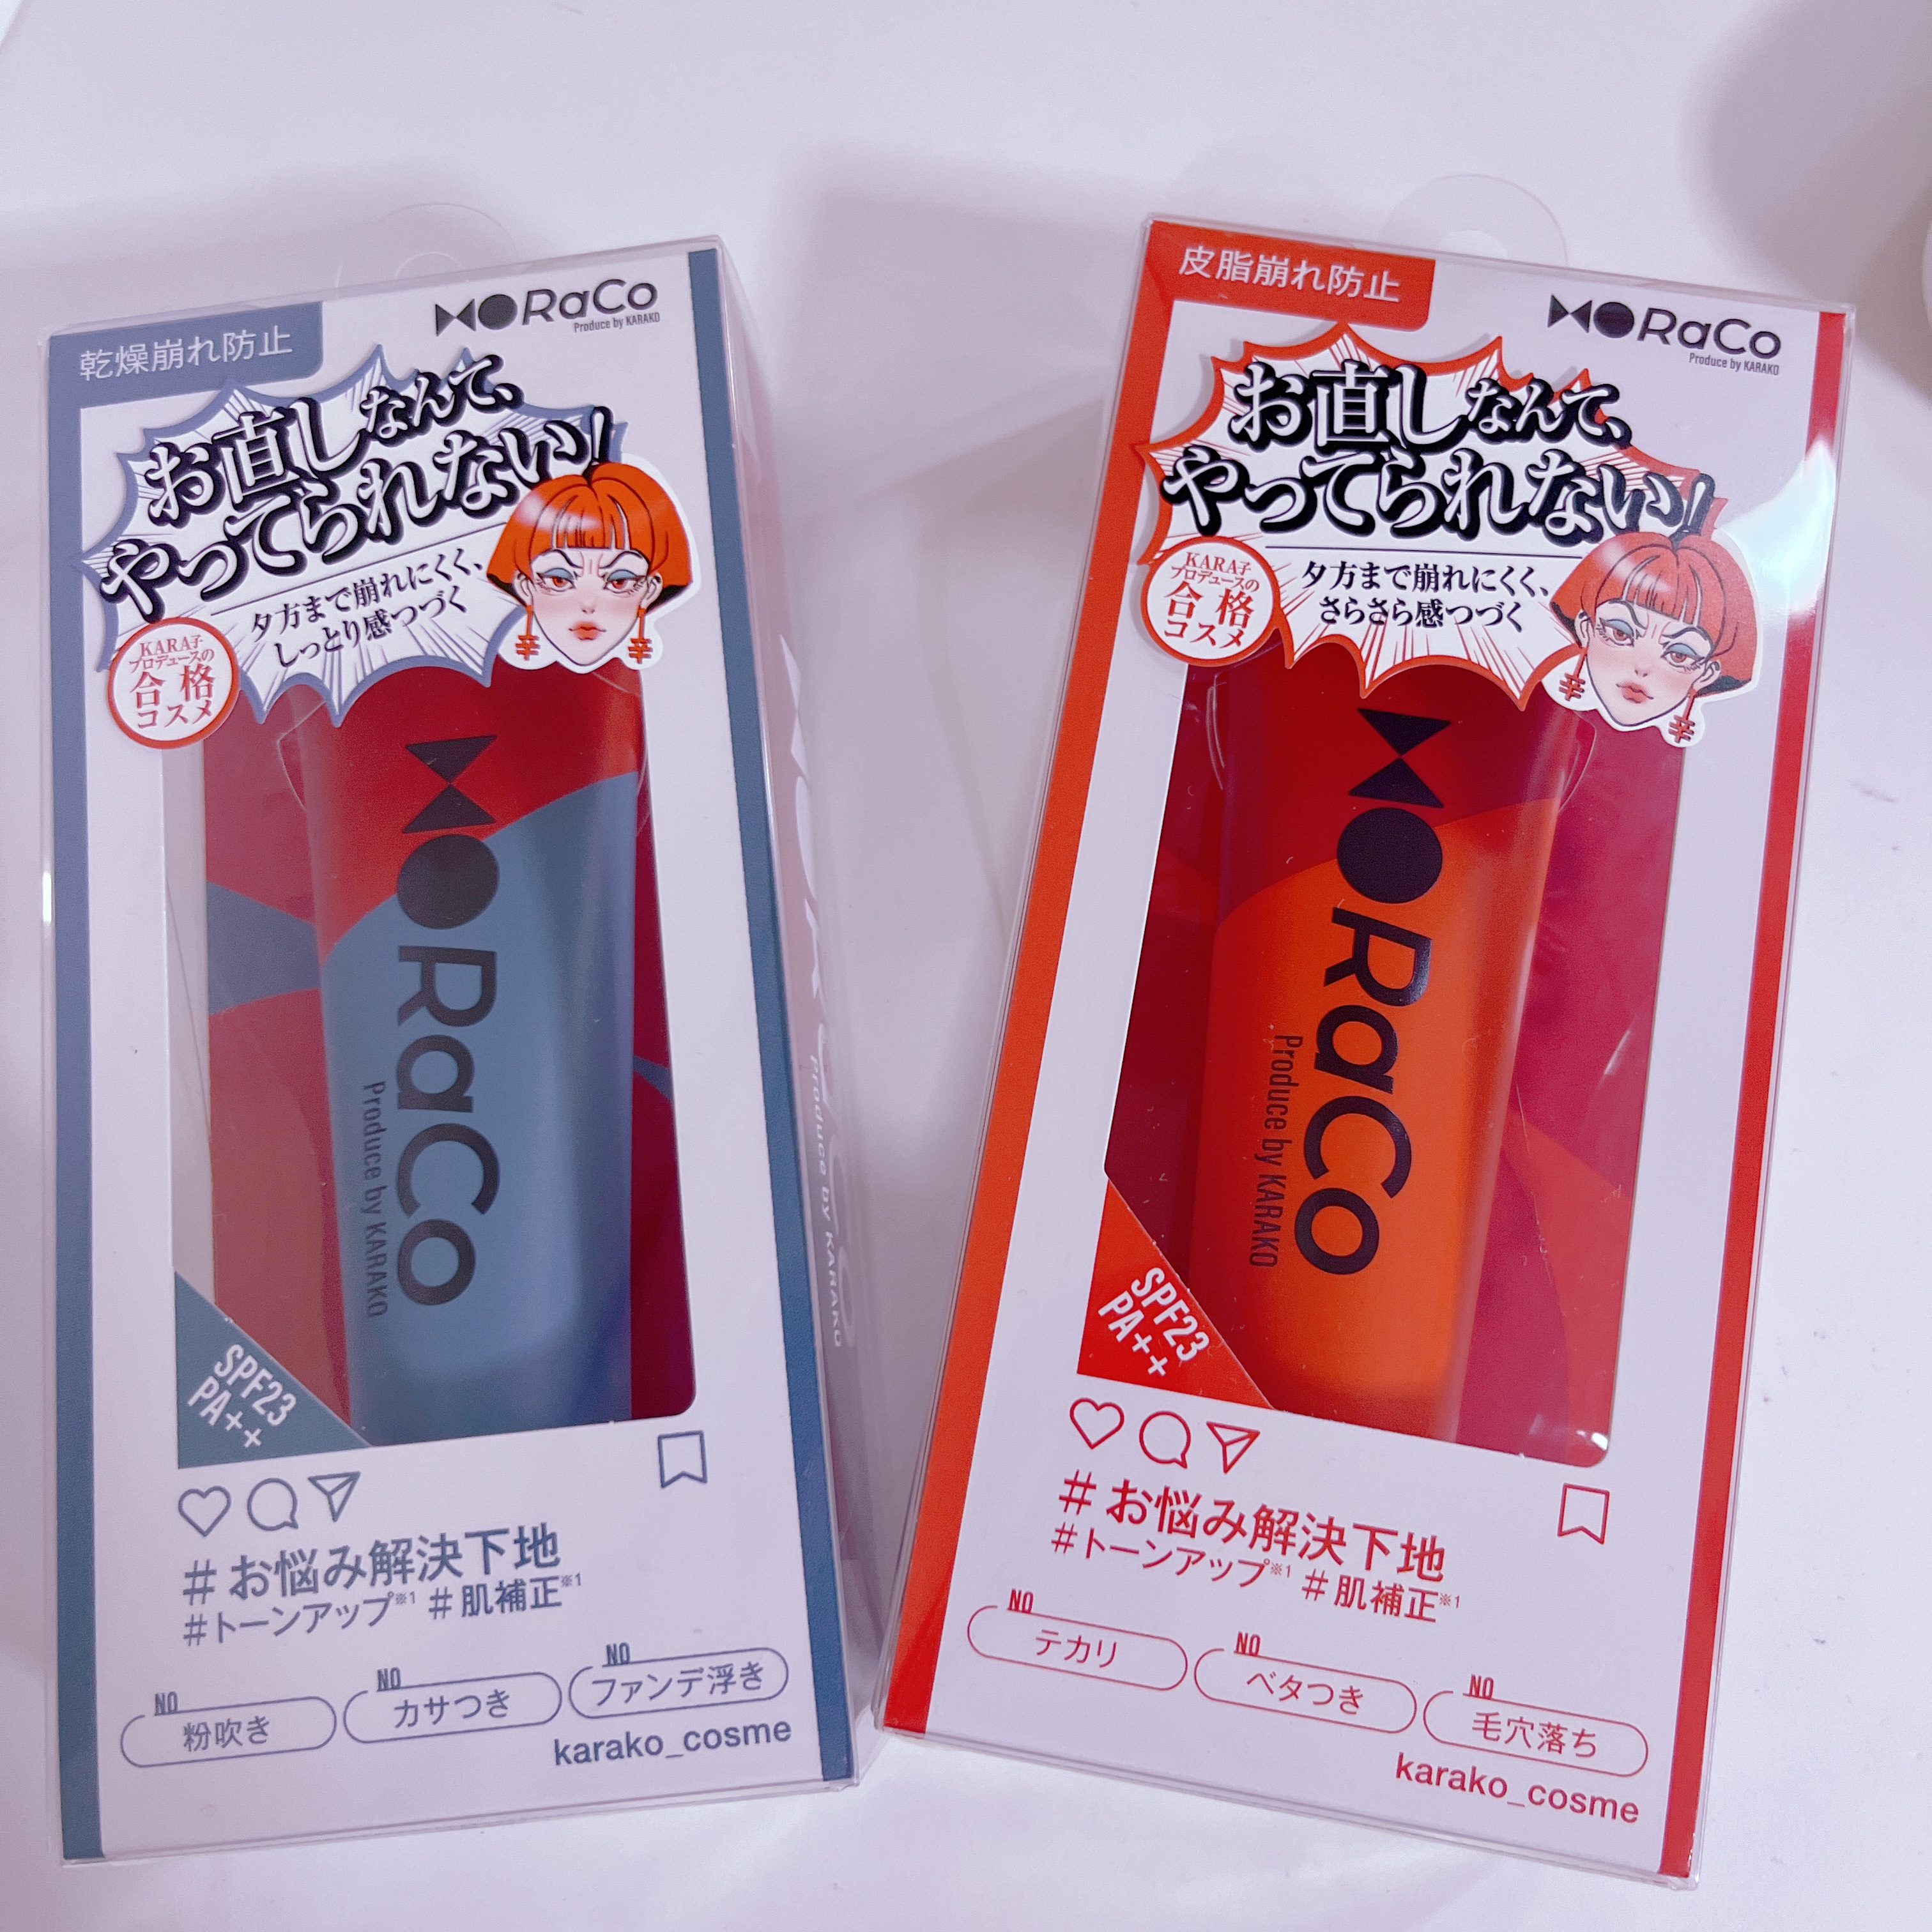 乾燥崩れ防止
MORaCo
Produce by KARAKO
お直しなんて、
やってられない!
夕方まで崩れにくく、
しっとり感つづく
KARA子
プロデュースの
合格
コスメ
辛 辛
MORaCo
Produce by KARAKO
SPF23
PA++
#お悩み解決下地
#トーンアップ※1 #肌補正※1
NO 粉吹き
NO カサつき
NO ファンデ浮き
karako_cosme
Produce by KARAKO
皮脂崩れ防止
MORaCo
Produce by KARAKO
お直しなんて、
やってられない!
夕方まで崩れにくく、
さらさら感つづく
KARA子
プロデュースの
合格
コスメ
辛 辛
MORaCo
Produce by KARAKO
SPF23
PA++
#お悩み解決下地
#トーンアップ※1 #肌補正※1
NO テカリ
NO ベタつき
NO 毛穴落ち
karako_cosme